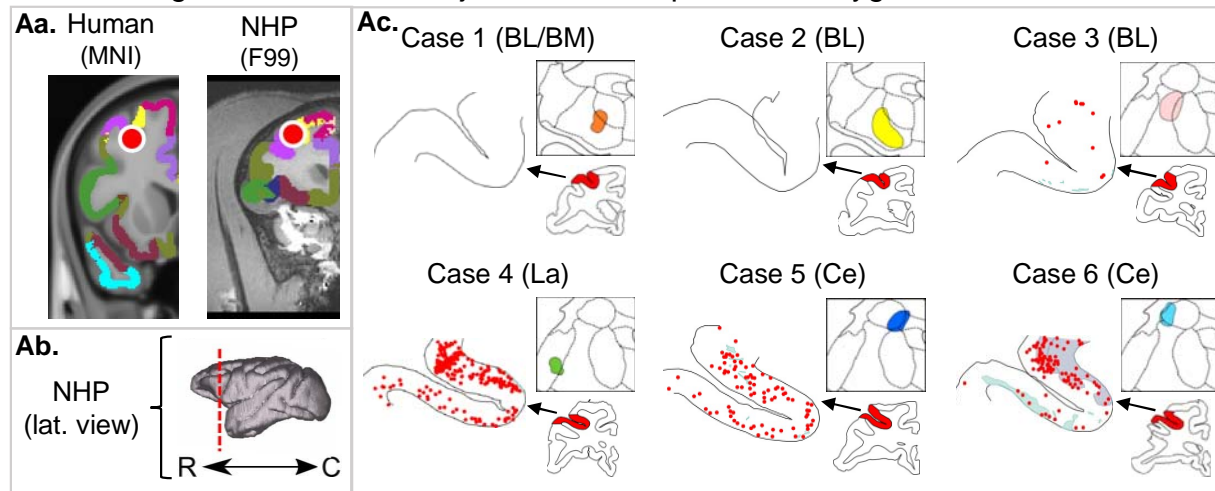 Aa. Human
(MNI)
NHP
(F99)
Ab.
NHP
(lat. view)
R
C
Ac.
Case 1 (BL/BM)
Case 2 (BL)
Case 3 (BL)
Case 4 (La)
Case 5 (Ce)
Case 6 (Ce)